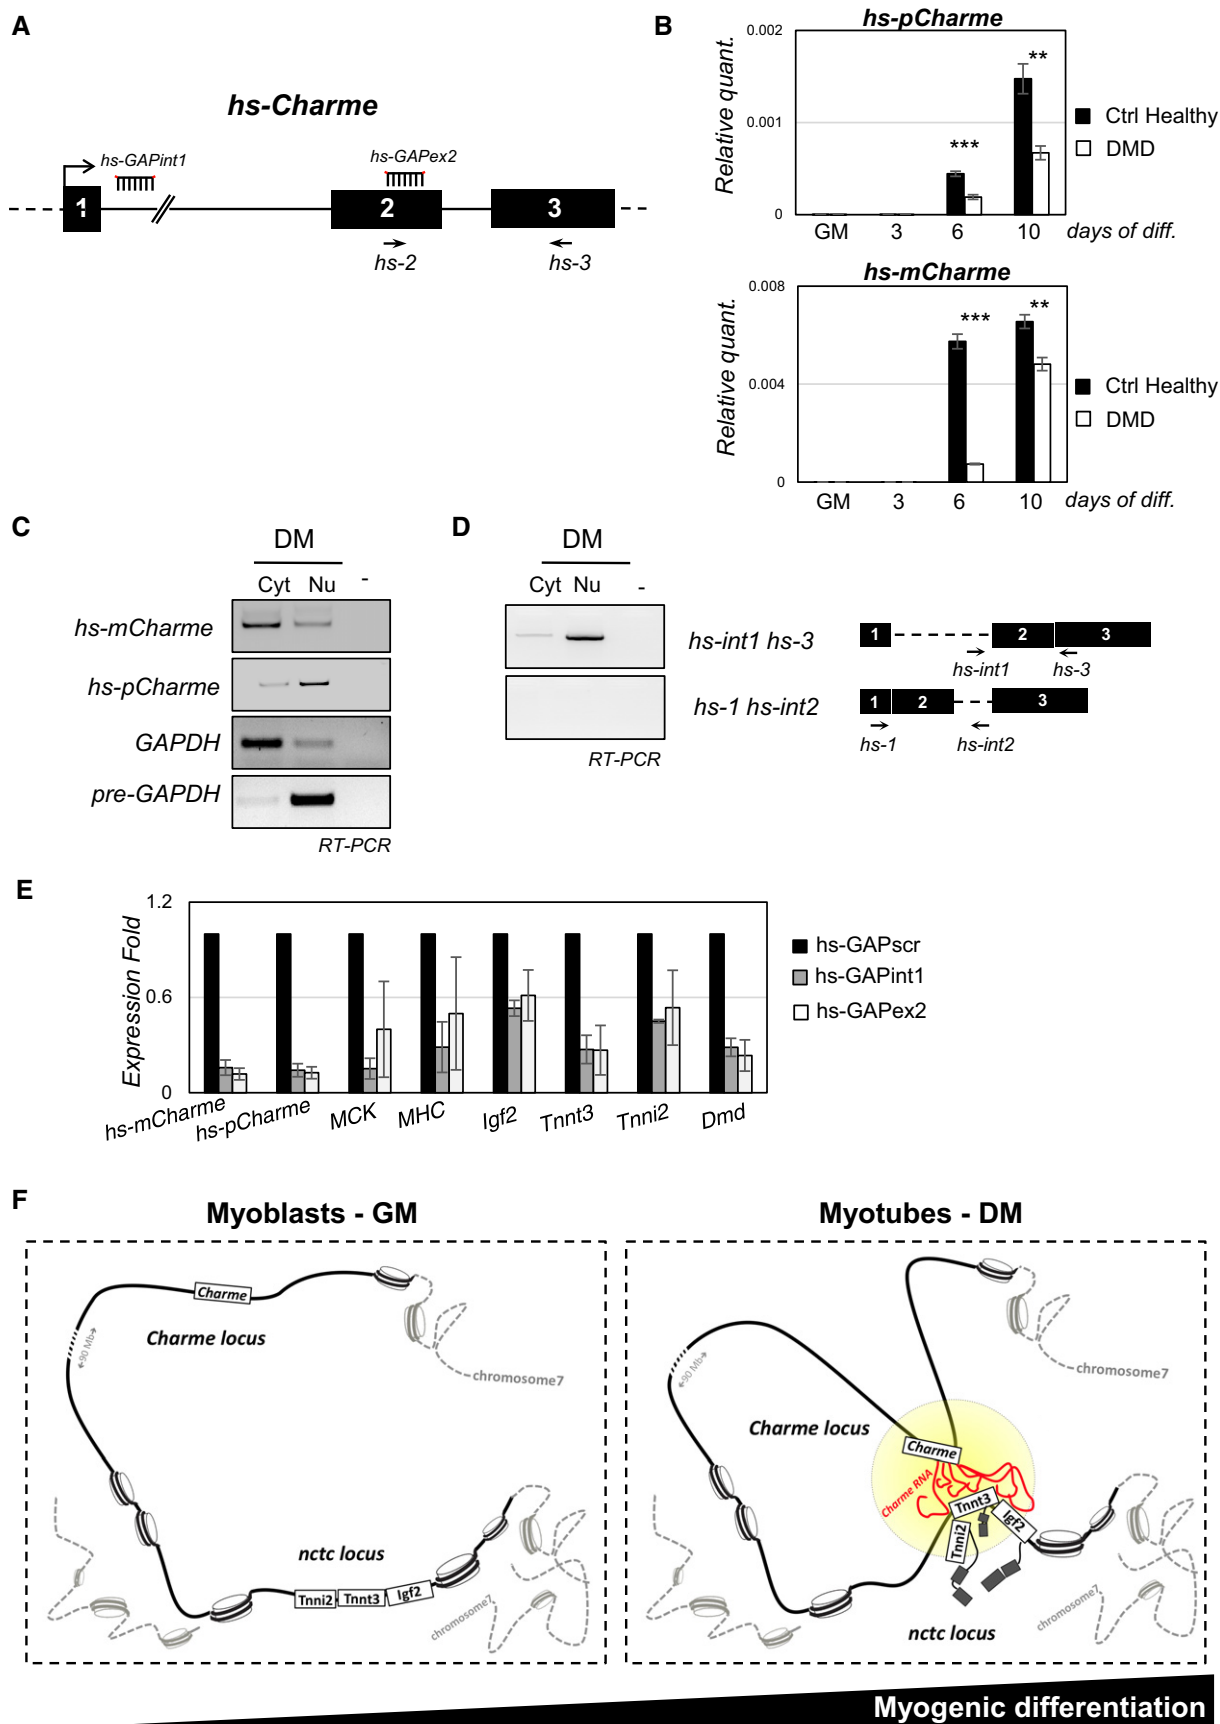 A
hs-Charme
hs-GAPint1
hs-GAPex2
1
2
3
hs-2
hs-3
B
hs-pCharme
Relative quant.
0.002
0.001
0
***
**
GM
3
6
10
days of diff.
Ctrl Healthy
DMD
hs-mCharme
Relative quant.
0.008
0.004
0
***
**
GM
3
6
10
days of diff.
Ctrl Healthy
DMD
C
DM
Cyt
Nu
-
hs-mCharme
hs-pCharme
GAPDH
pre-GAPDH
RT-PCR
D
DM
Cyt
Nu
-
hs-int1 hs-3
hs-1 hs-int2
RT-PCR
1
2
3
hs-int1
hs-3
1
2
3
hs-1
hs-int2
E
Expression Fold
1.2
0.6
0
hs-mCharme
hs-pCharme
MCK
MHC
Igf2
Tnnt3
Tnni2
Dmd
hs-GAPscr
hs-GAPint1
hs-GAPex2
F
Myoblasts - GM
Charme
Charme locus
90 Mb
chromosome7
nctc locus
Tnni2
Tnnt3
Igf2
chromosome7
Myotubes - DM
90 Mb
chromosome7
Charme locus
Charme
Charme RNA
Tnnt3
Igf2
Tnni2
nctc locus
chromosome7
Myogenic differentiation